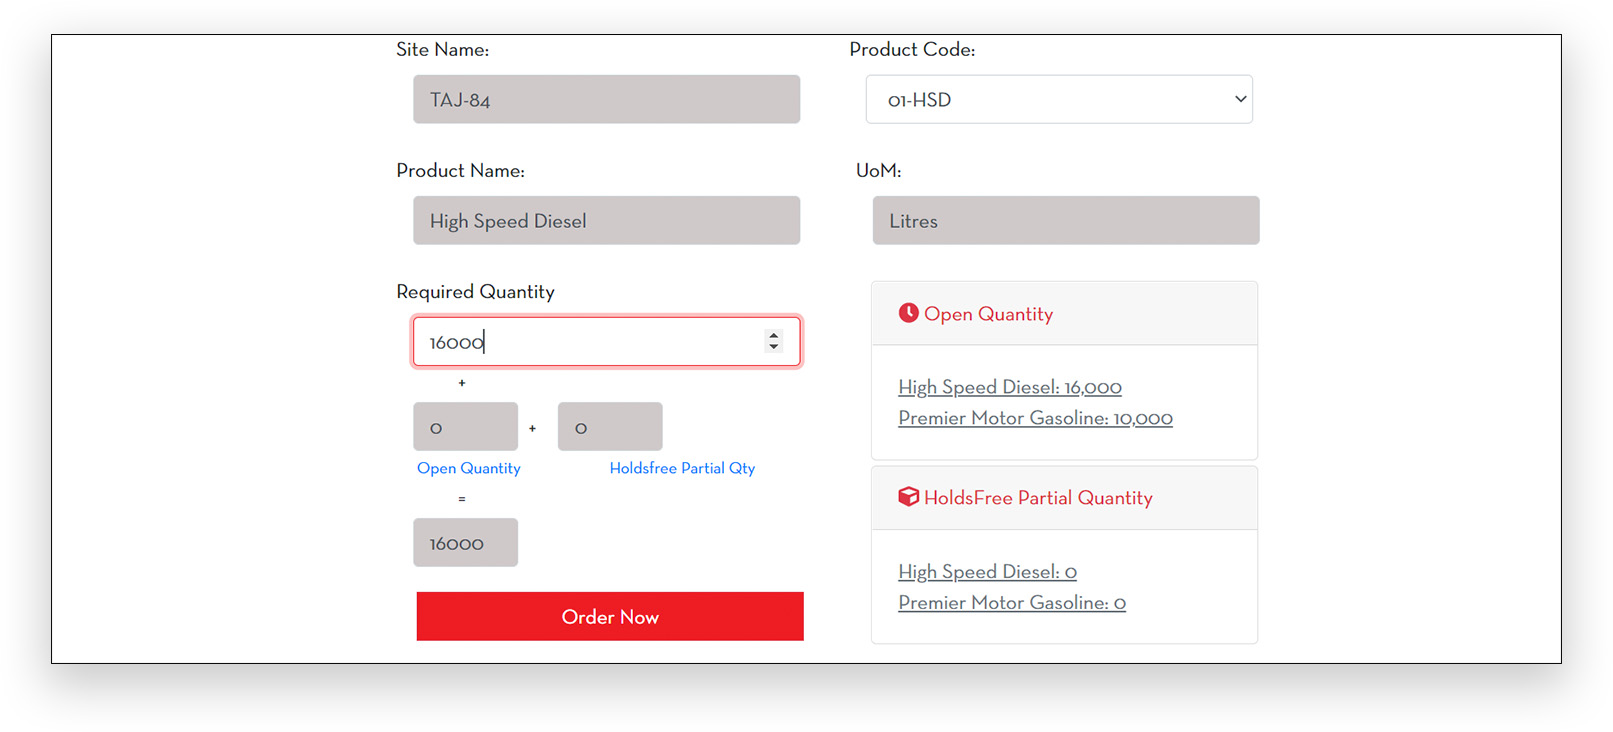 Site Name:
Product Code:
TAJ-84
01-HSD
Product Name:
UoM:
High Speed Diesel
Litres
Required Quantity
16000
+
0 + 0
Open Quantity Holdsfree Partial Qty
=
16000
Order Now
Open Quantity
High Speed Diesel: 16,000
Premier Motor Gasoline: 10,000
HoldsFree Partial Quantity
High Speed Diesel: 0
Premier Motor Gasoline: 0